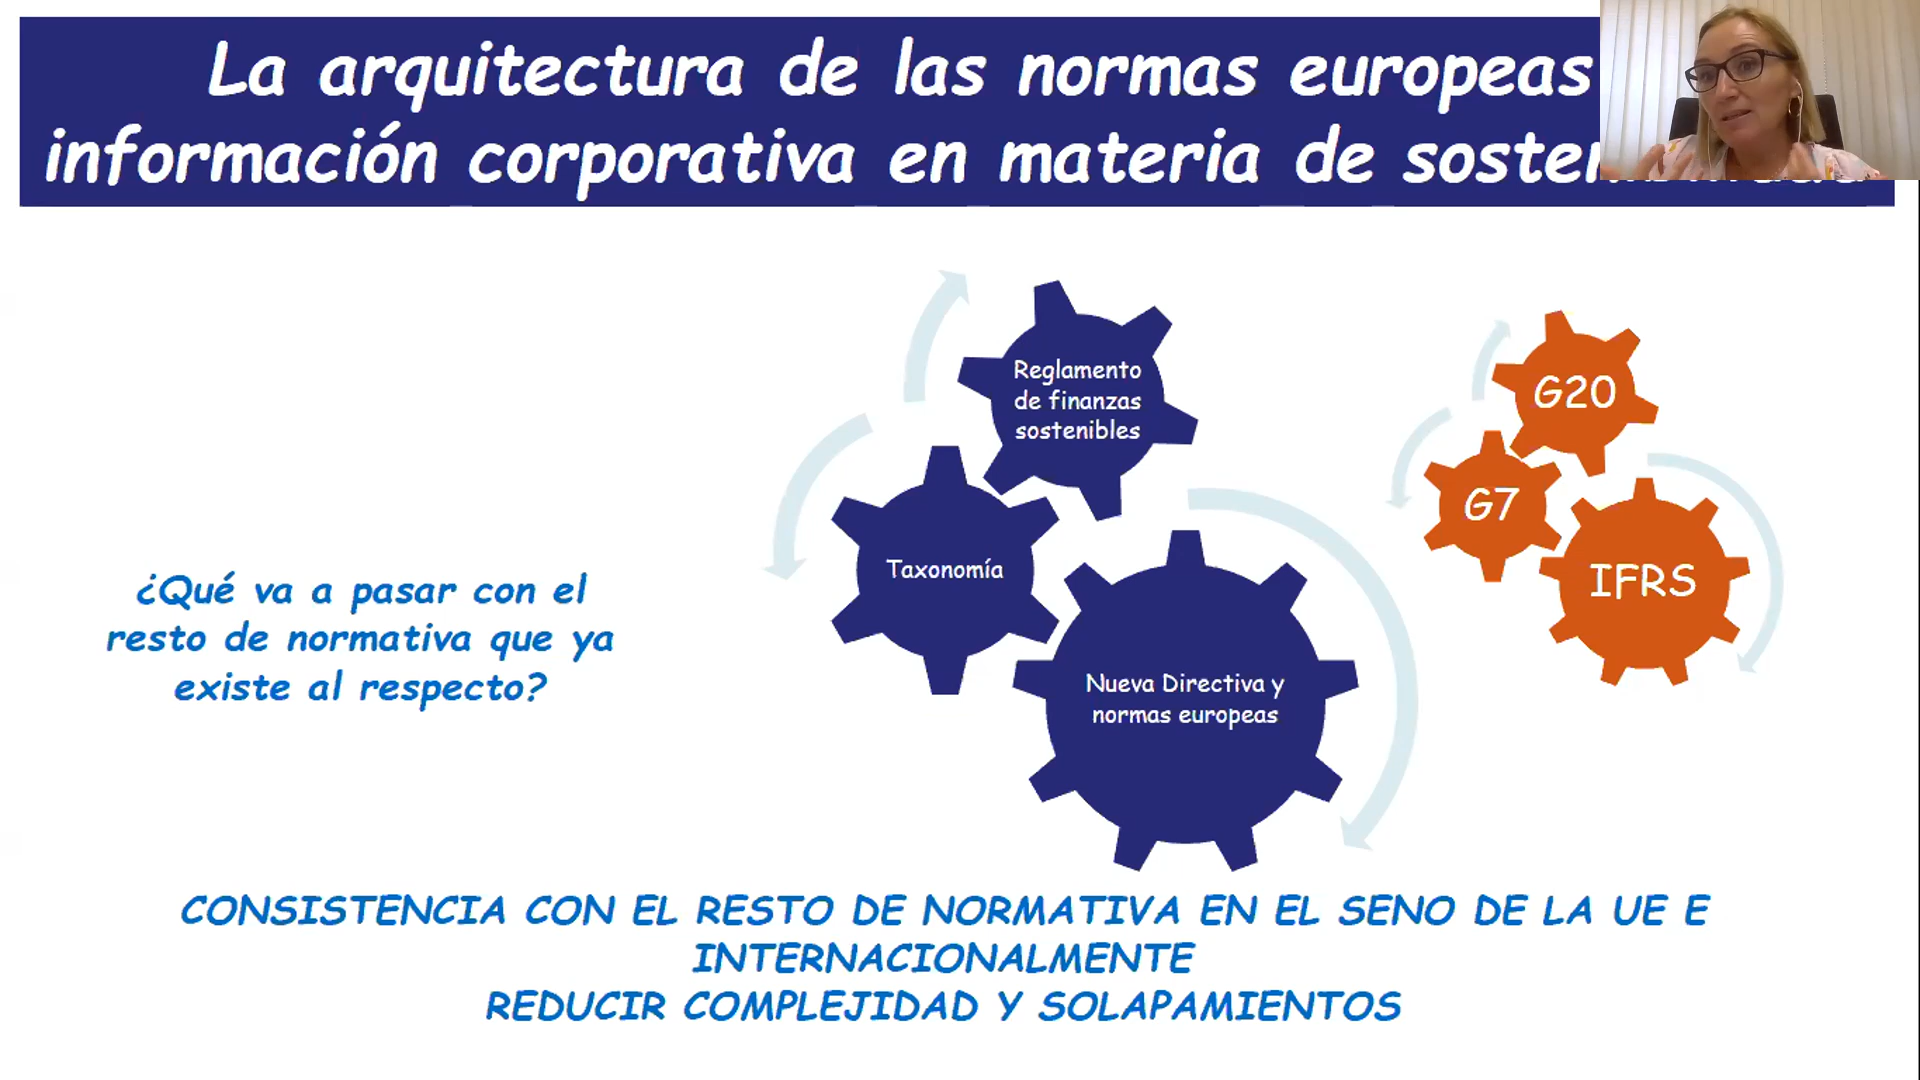 La arquitectura de las normas europeas
información corporativa en materia de
¿Qué va a pasar con el
resto de normativa que ya
existe al respecto?
Reglamento
de finanzas
sostenibles
Taxonomía
Nueva Directiva y
normas europeas
G20
G7
IFRS
CONSISTENCIA CON EL RESTO DE NORMATIVA EN EL SENO DE LA UE E
INTERNACIONALMENTE
REDUCIR COMPLEJIDAD Y SOLAPAMIENTOS